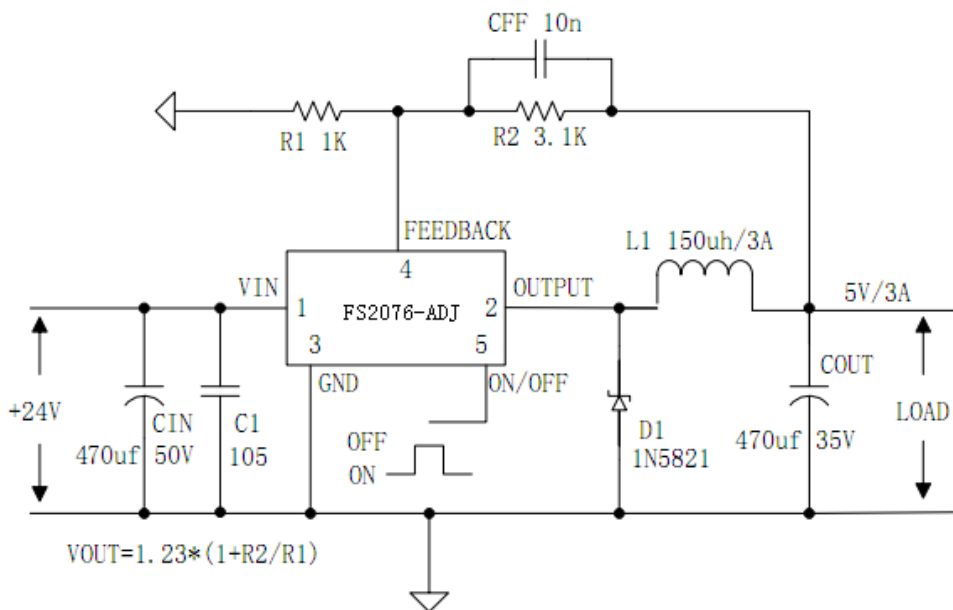 CFF 10n
R1 1K
R2 3.1K
FEEDBACK
4
L1 150uh/3A
VIN
OUTPUT
5V/3A
1
FS2076-ADJ
2
3
5
GND
ON/OFF
COUT
+24V
CIN
C1
470uf
50V
105
OFF
ON
D1
1N5821
470uf
35V
LOAD
VOUT=1.23*(1+R2/R1)